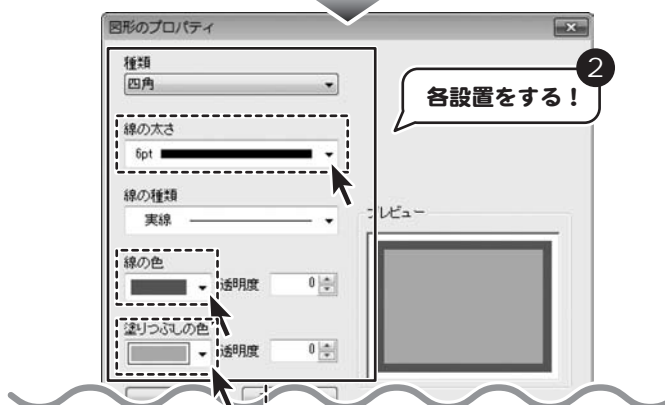 図形のプロパティ
2
各設置をする！
種類
四角
線の太さ
6pt
線の種類
実線
プレビュー
線の色
透明度 0
塗りつぶしの色
透明度 0